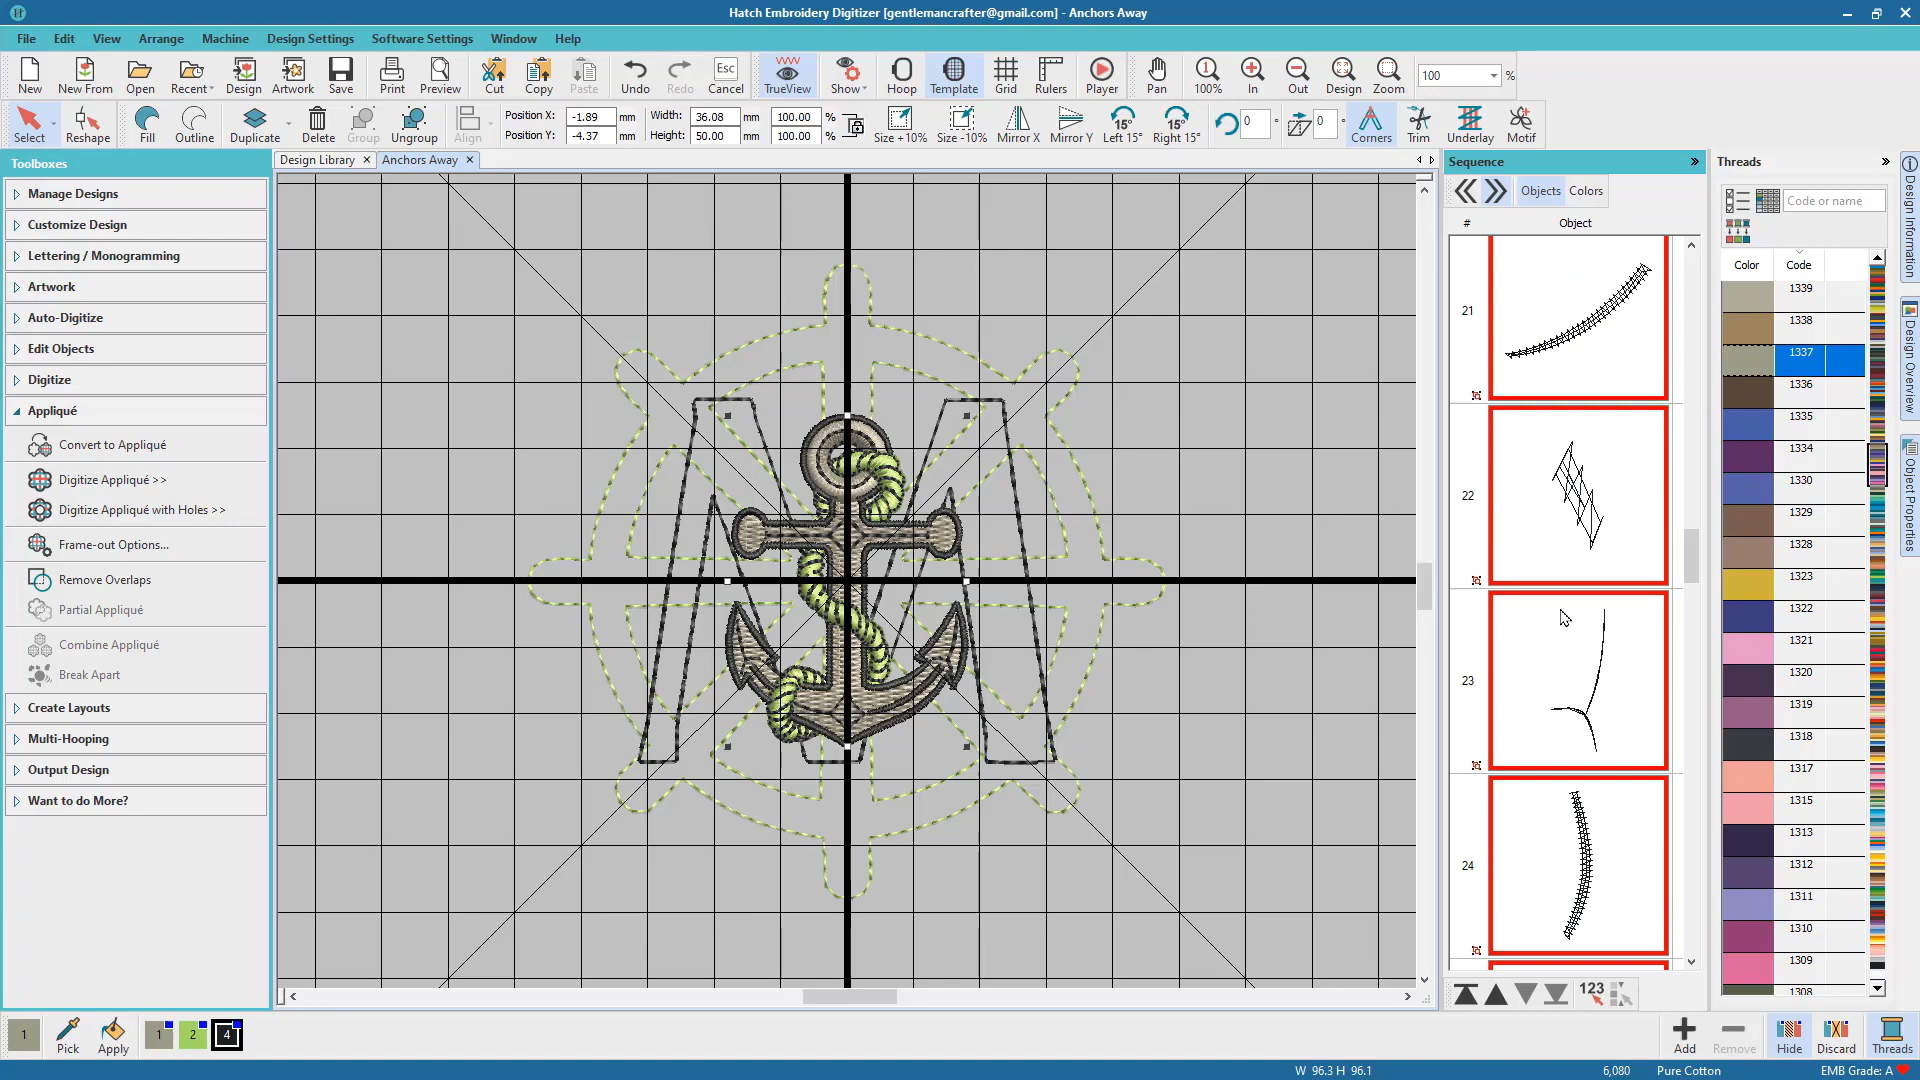 Hatch Embroidery Digitizer [gentlemancrafter@gmail.com] - Anchors Away
File Edit View Arrange Machine Design Settings Software Settings Window Help
New New From Open Recent Design Artwork Save Print Preview Cut Copy Paste Undo Redo Esc Cancel TrueView Show Hoop Template Grid Rulers Player Pan 1 100% In Out Design Zoom 100 %
Select Reshape Fill Outline Duplicate Delete Group Ungroup Align
Position X: -1.89 mm Width: 36.08 mm 100.00 %
Position Y: -4.37 mm Height: 50.00 mm 100.00 %
Size +10% Size -10% Mirror X Mirror Y 15° Left 15° 15° Right 15° 0 ° 0 ° Corners Trim Underlay Motif
Toolboxes
Manage Designs
Customize Design
Lettering / Monogramming
Artwork
Auto-Digitize
Edit Objects
Digitize
Appliqué
Convert to Appliqué
Digitize Appliqué >>
Digitize Appliqué with Holes >>
Frame-out Options...
Remove Overlaps
Partial Appliqué
Combine Appliqué
Break Apart
Create Layouts
Multi-Hooping
Output Design
Want to do More?
Design Library Anchors Away
Sequence
Objects Colors
# Object
21
22
23
24
123
Threads
Code or name
Color Code
1339
1338
1337
1336
1335
1334
1330
1329
1328
1323
1322
1321
1320
1319
1318
1317
1315
1313
1312
1311
1310
1309
1308
Design Information
Design Overview
Object Properties
1 Pick Apply 1 2 4
Add Remove Hide Discard Threads
W 96.3 H 96.1 6,080 Pure Cotton EMB Grade: A